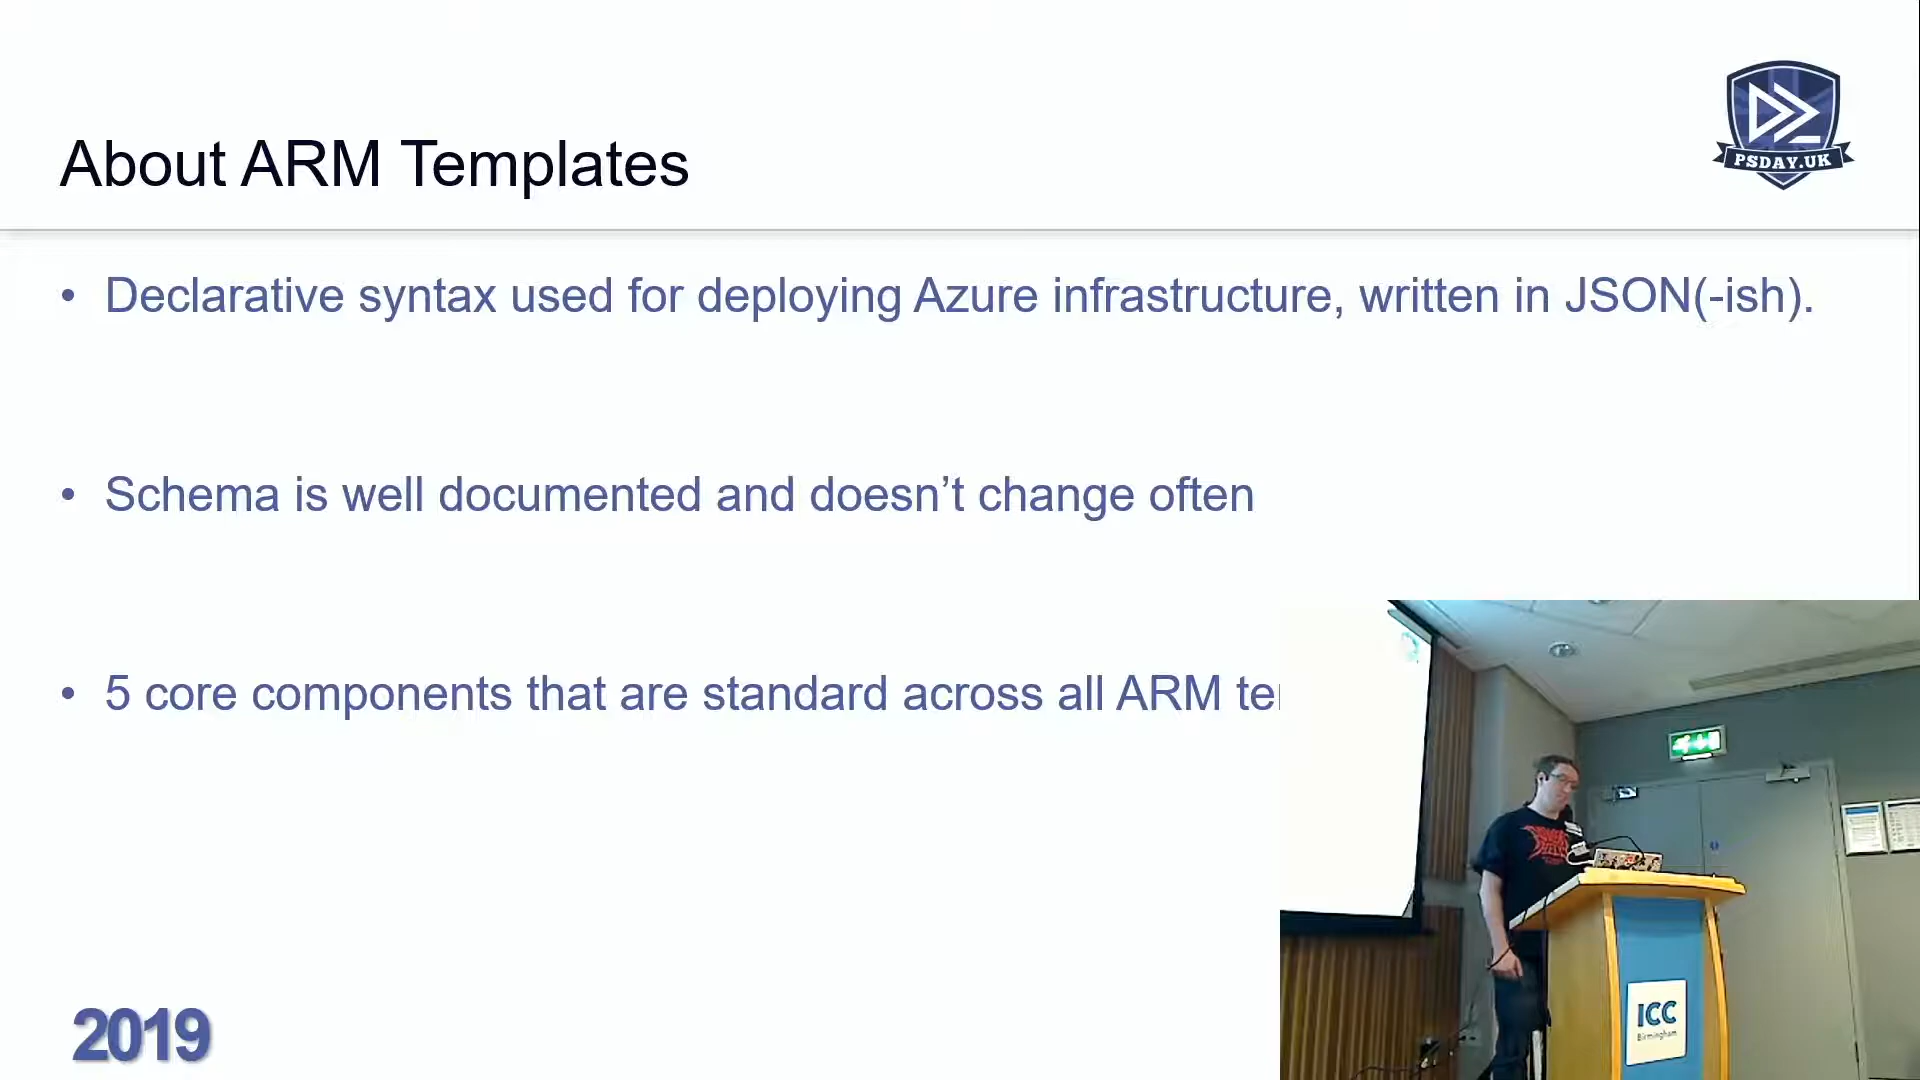 About ARM Templates
PSDAY.UK
• Declarative syntax used for deploying Azure infrastructure, written in JSON(-ish).
• Schema is well documented and doesn’t change often
• 5 core components that are standard across all ARM
2019
ICC
Birmingham